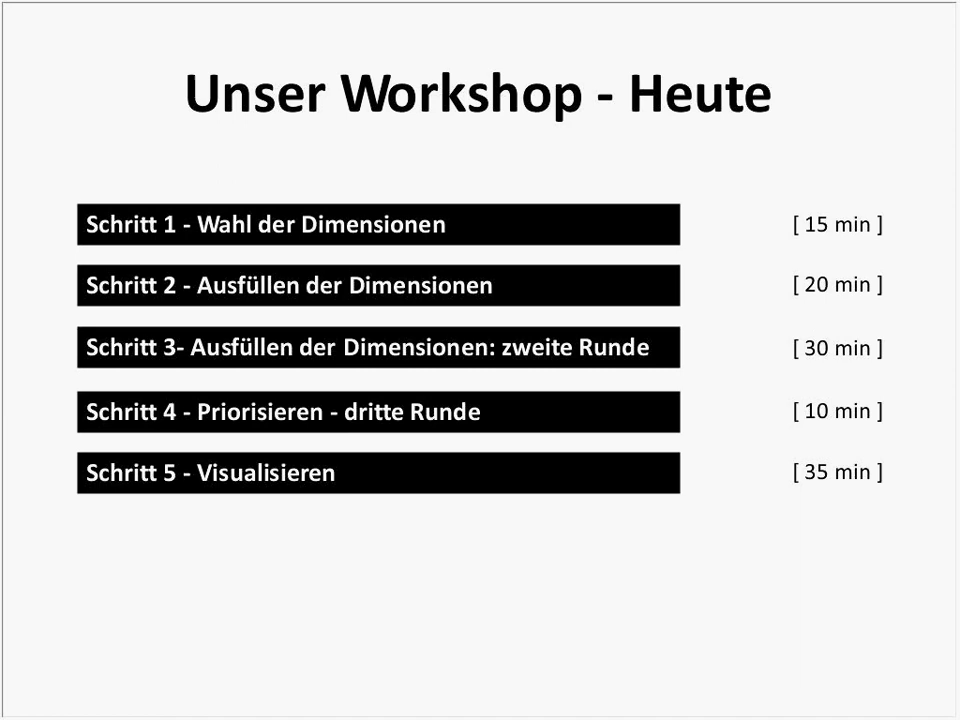 Unser Workshop - Heute
Schritt 1 - Wahl der Dimensionen [ 15 min ]
Schritt 2 - Ausfüllen der Dimensionen [ 20 min ]
Schritt 3- Ausfüllen der Dimensionen: zweite Runde [ 30 min ]
Schritt 4 - Priorisieren - dritte Runde [ 10 min ]
Schritt 5 - Visualisieren [ 35 min ]